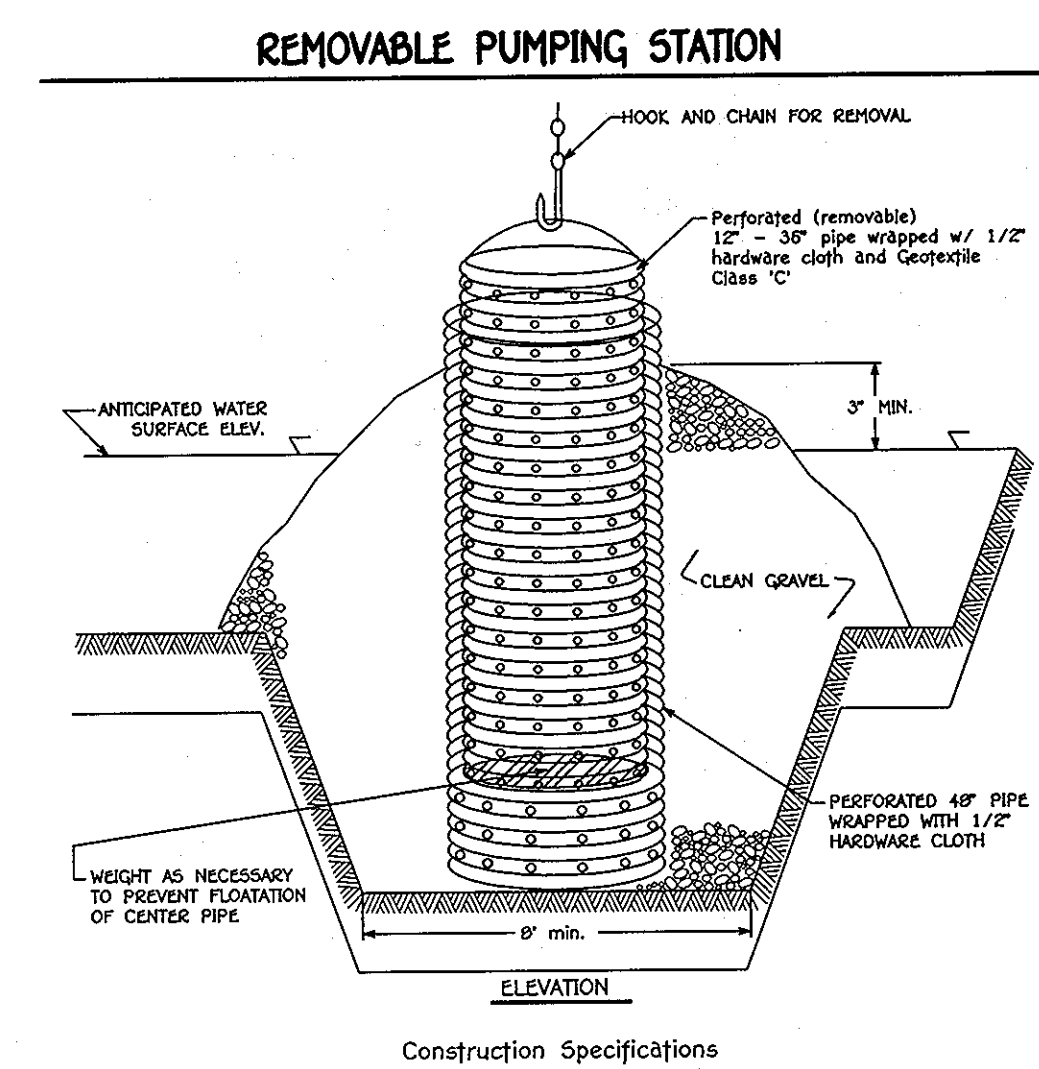 REMOVABLE PUMPING STATION
HOOK AND CHAIN FOR REMOVAL
Perforated (removable)
12" - 36" pipe wrapped w/ 1/2"
hardware cloth and Geotextile
Class 'C'
ANTICIPATED WATER
SURFACE ELEV.
3" MIN.
CLEAN GRAVEL
PERFORATED 48" PIPE
WRAPPED WITH 1/2"
HARDWARE CLOTH
WEIGHT AS NECESSARY
TO PREVENT FLOATATION
OF CENTER PIPE
8' min.
ELEVATION
Construction Specifications